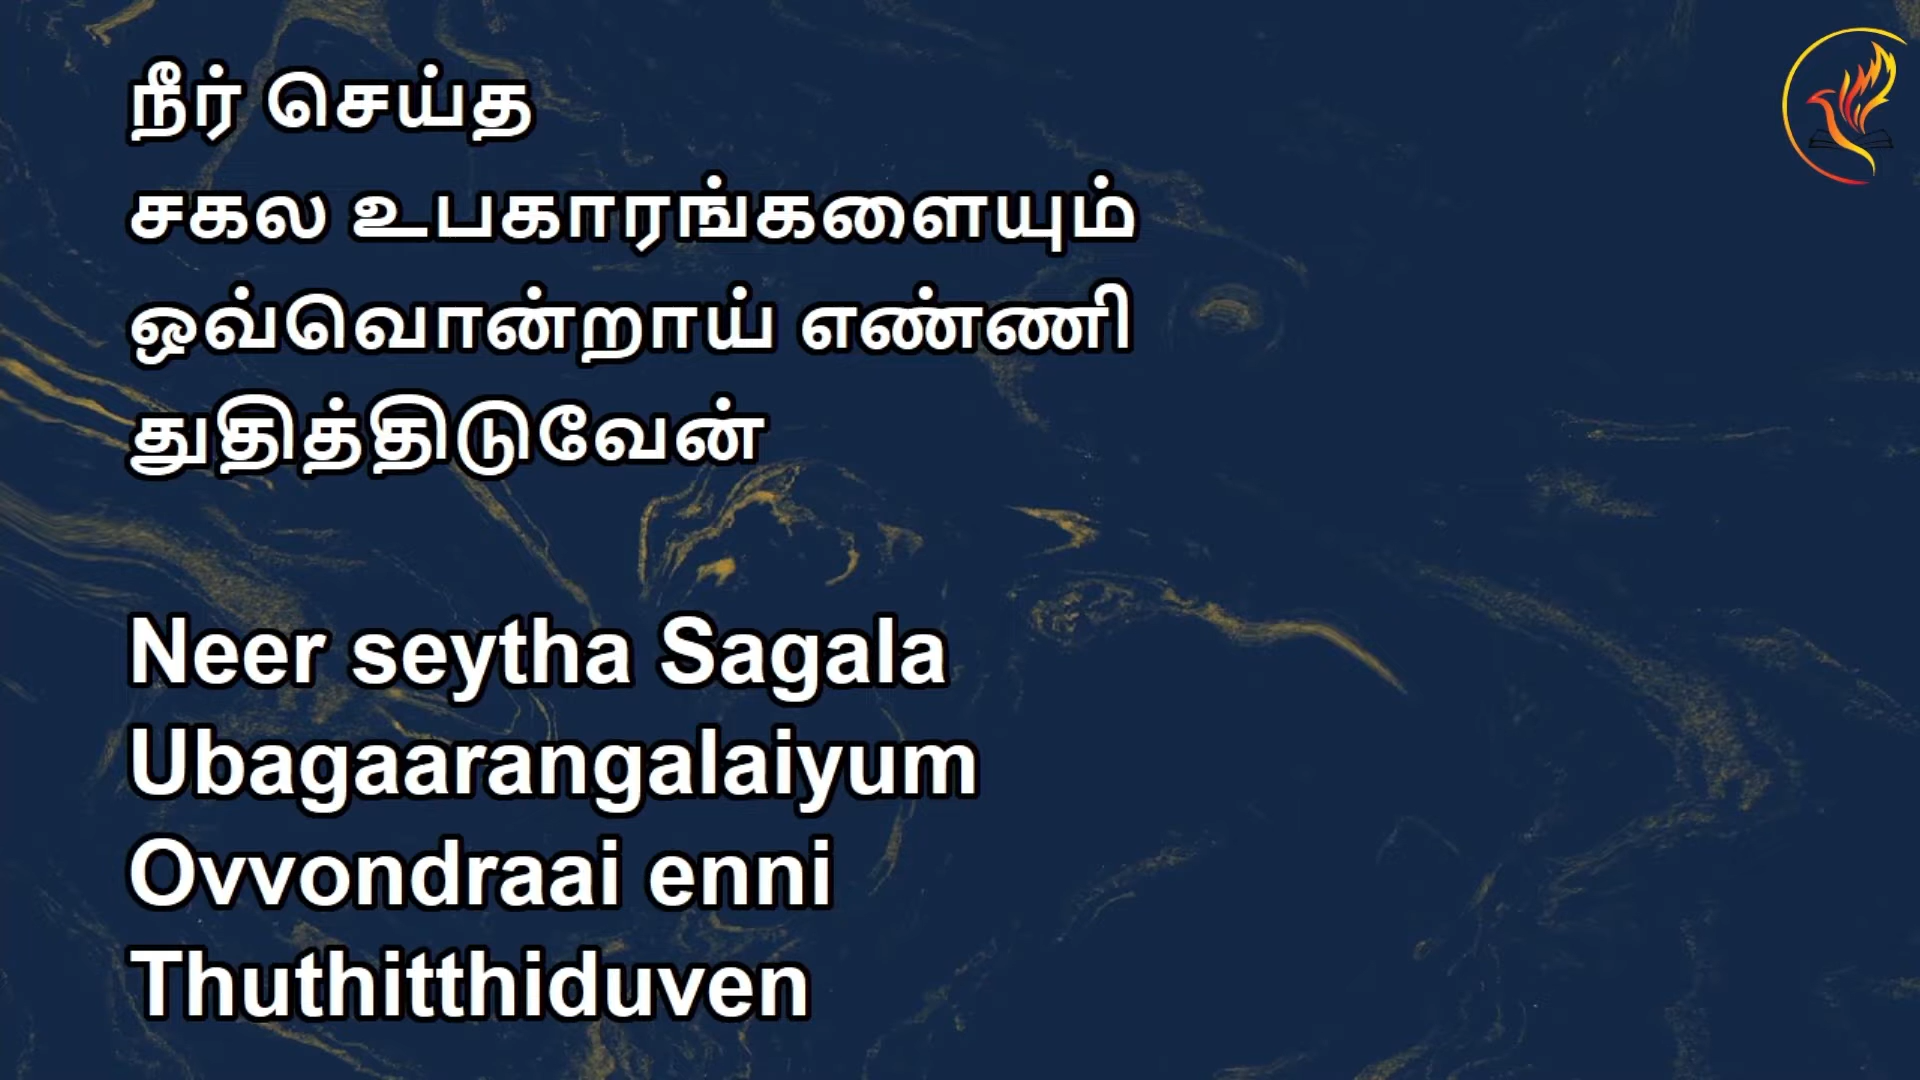 நீர் செய்த
சகல உபகாரங்களையும்
ஒவ்வொன்றாய் எண்ணி
துதித்திடுவேன்
Neer seytha Sagala
Ubagaarangalaiyum
Ovvondraai enni
Thuthitthiduven